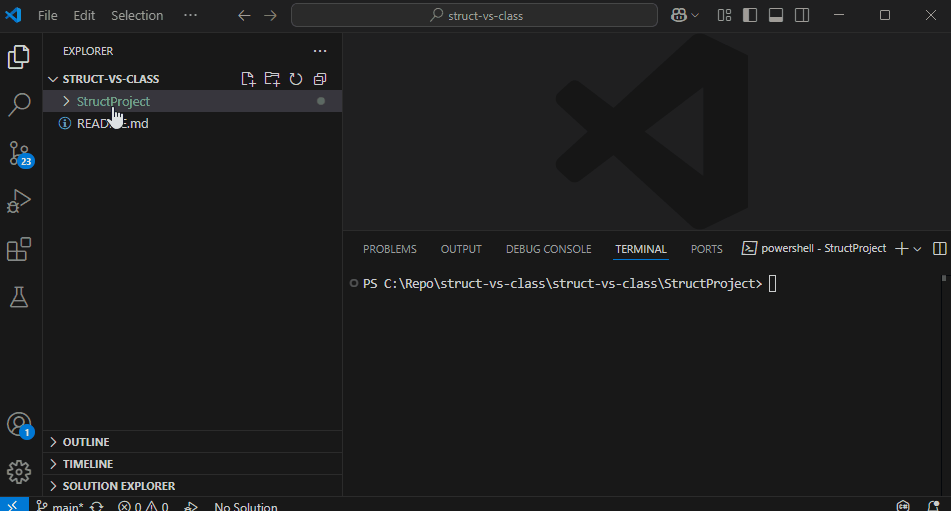 File Edit Selection ··· struct-vs-class
EXPLORER ···
STRUCT-VS-CLASS
StructProject
README.md
23
PROBLEMS OUTPUT DEBUG CONSOLE TERMINAL PORTS powershell - StructProject
PS C:\Repo\struct-vs-class\struct-vs-class\StructProject>
1
OUTLINE
TIMELINE
SOLUTION EXPLORER
main* 0 0 No Solution